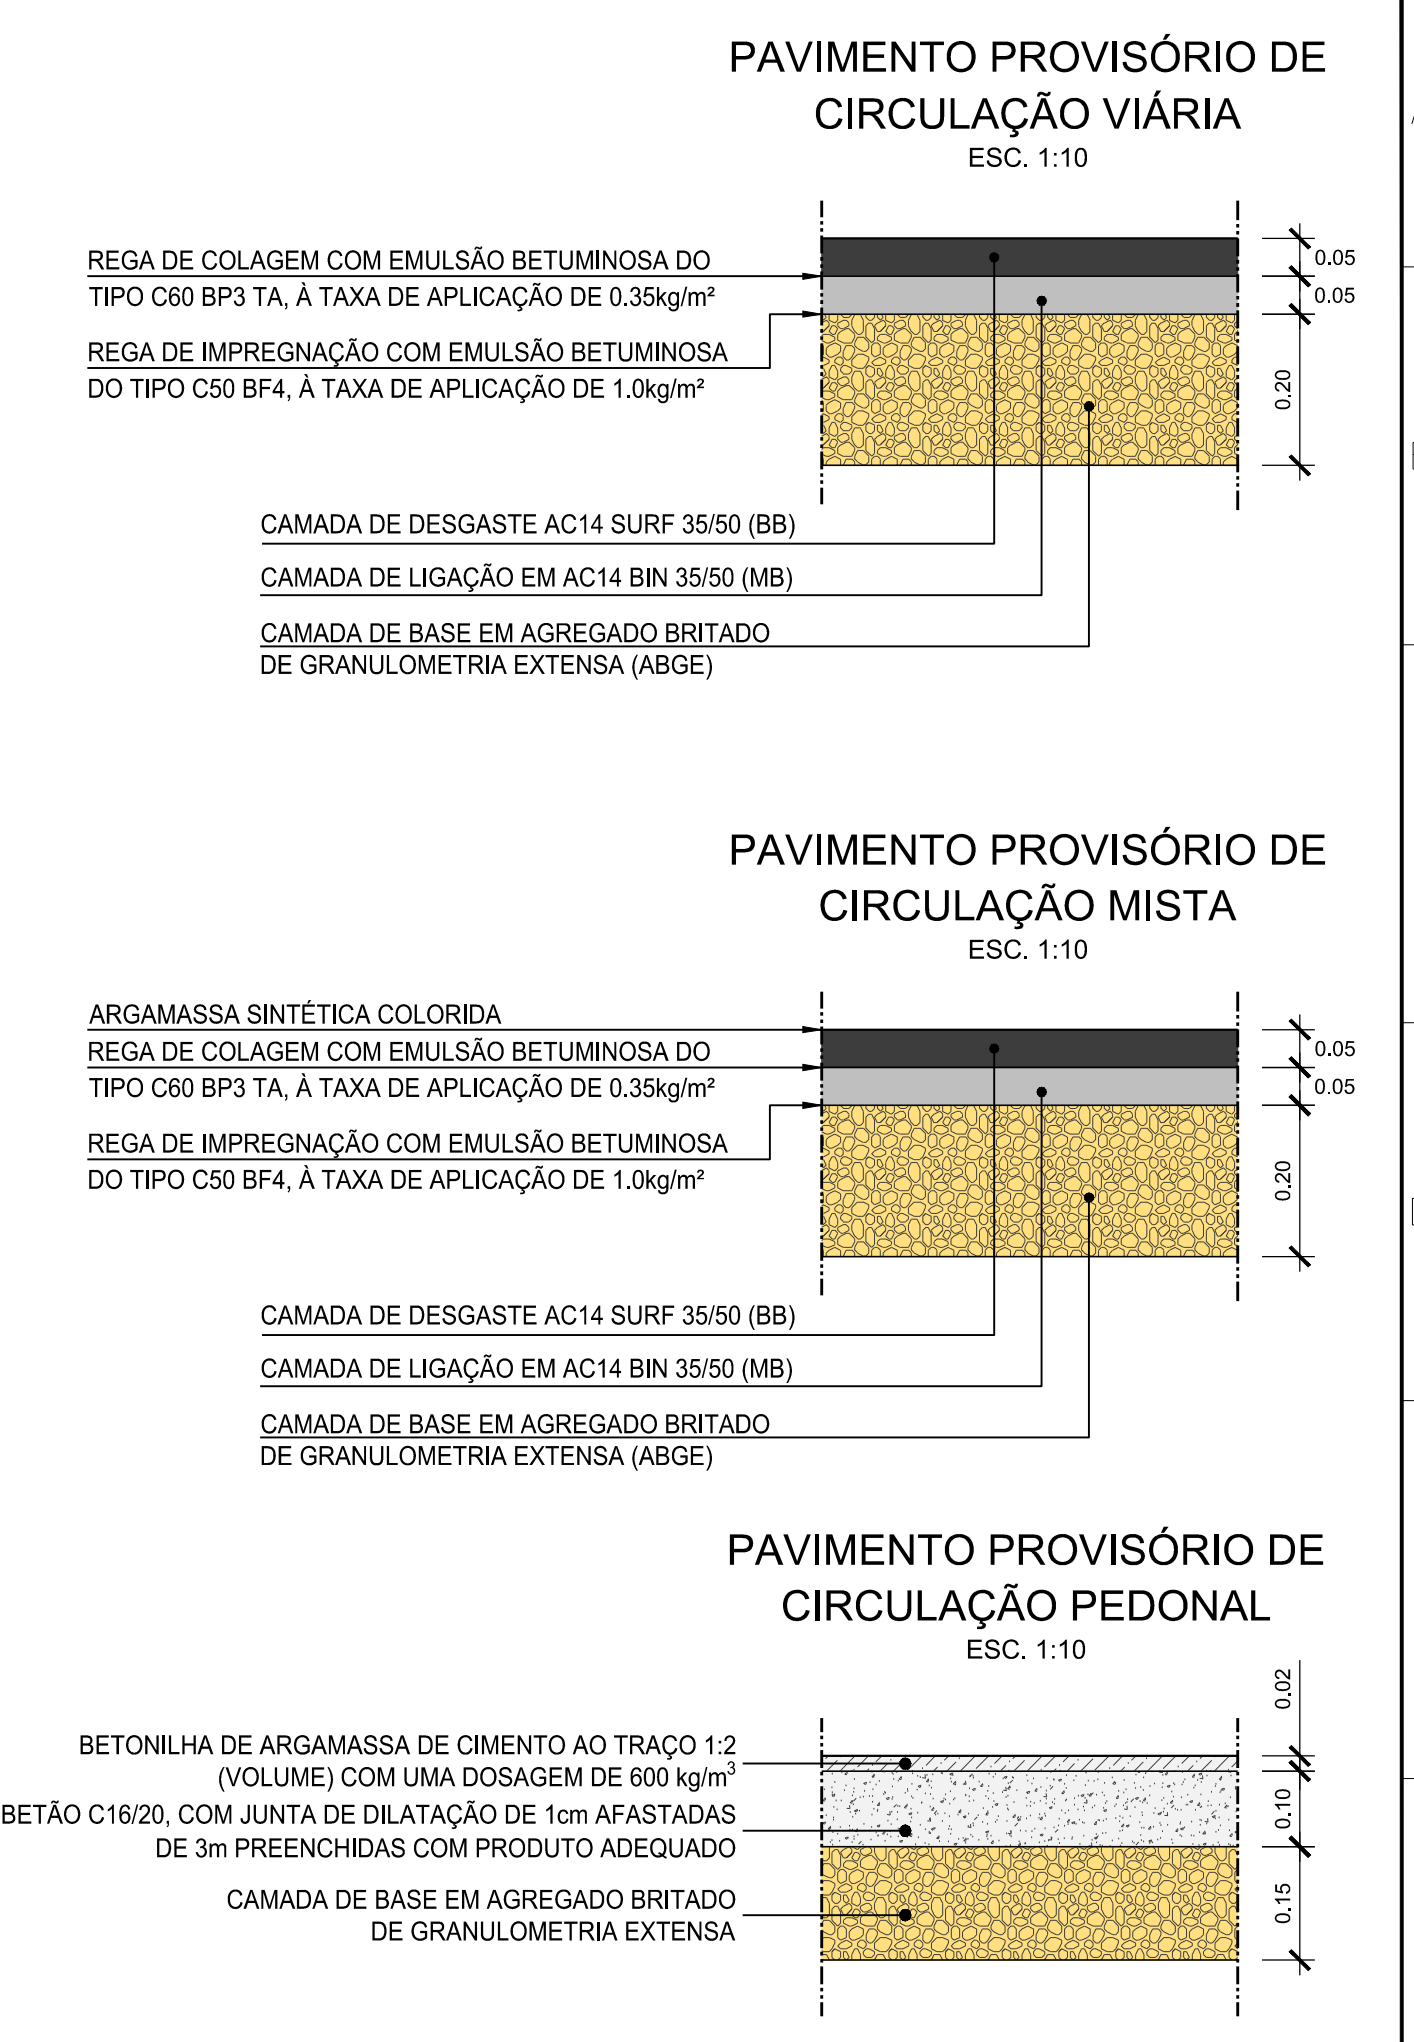 PAVIMENTO PROVISÓRIO DE
CIRCULAÇÃO VIÁRIA
ESC. 1:10
REGA DE COLAGEM COM EMULSÃO BETUMINOSA DO
TIPO C60 BP3 TA, À TAXA DE APLICAÇÃO DE 0.35kg/m²
REGA DE IMPREGNAÇÃO COM EMULSÃO BETUMINOSA
DO TIPO C50 BF4, À TAXA DE APLICAÇÃO DE 1.0kg/m²
0.05
0.05
0.20
CAMADA DE DESGASTE AC14 SURF 35/50 (BB)
CAMADA DE LIGAÇÃO EM AC14 BIN 35/50 (MB)
CAMADA DE BASE EM AGREGADO BRITADO
DE GRANULOMETRIA EXTENSA (ABGE)
PAVIMENTO PROVISÓRIO DE
CIRCULAÇÃO MISTA
ESC. 1:10
ARGAMASSA SINTÉTICA COLORIDA
REGA DE COLAGEM COM EMULSÃO BETUMINOSA DO
TIPO C60 BP3 TA, À TAXA DE APLICAÇÃO DE 0.35kg/m²
REGA DE IMPREGNAÇÃO COM EMULSÃO BETUMINOSA
DO TIPO C50 BF4, À TAXA DE APLICAÇÃO DE 1.0kg/m²
0.05
0.05
0.20
CAMADA DE DESGASTE AC14 SURF 35/50 (BB)
CAMADA DE LIGAÇÃO EM AC14 BIN 35/50 (MB)
CAMADA DE BASE EM AGREGADO BRITADO
DE GRANULOMETRIA EXTENSA (ABGE)
PAVIMENTO PROVISÓRIO DE
CIRCULAÇÃO PEDONAL
ESC. 1:10
BETONILHA DE ARGAMASSA DE CIMENTO AO TRAÇO 1:2
(VOLUME) COM UMA DOSAGEM DE 600 kg/m³
BETÃO C16/20, COM JUNTA DE DILATAÇÃO DE 1cm AFASTADAS
DE 3m PREENCHIDAS COM PRODUTO ADEQUADO
CAMADA DE BASE EM AGREGADO BRITADO
DE GRANULOMETRIA EXTENSA
0.02
0.10
0.15